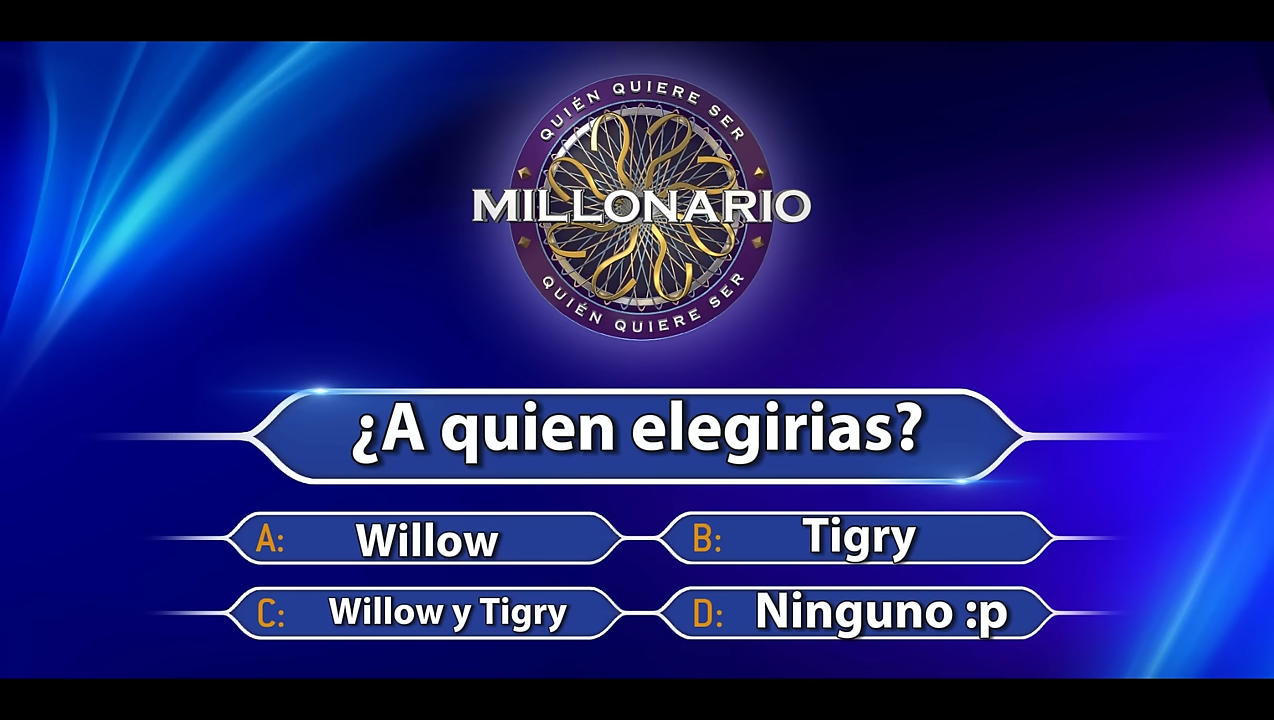 QUIÉN QUIERE SER
MILLONARIO
QUIÉN QUIERE SER
¿A quien elegirias?
A: Willow
B: Tigry
C: Willow y Tigry
D: Ninguno :p